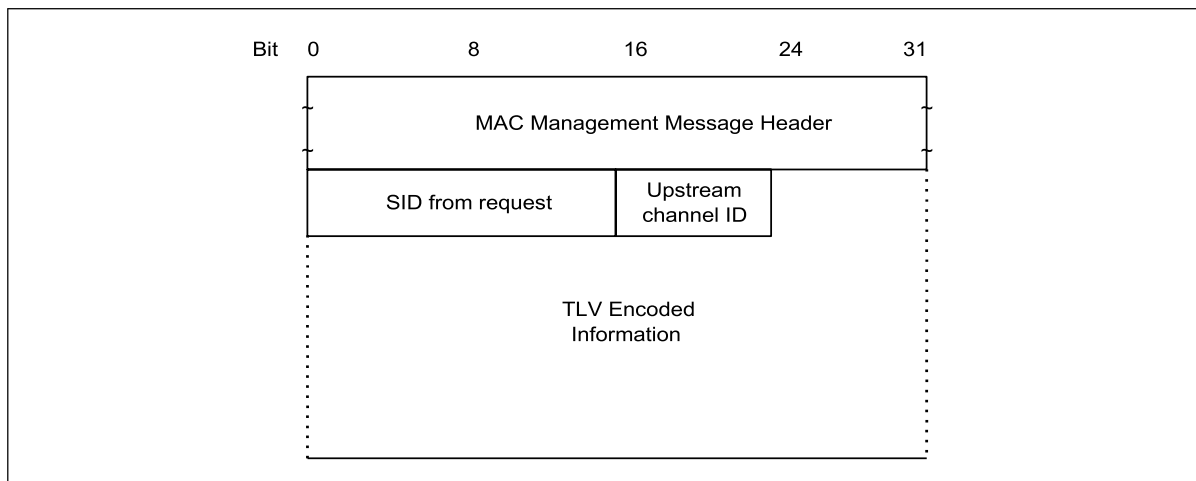 Bit 0 8 16 24 31
MAC Management Message Header
SID from request
Upstream
channel ID
TLV Encoded
Information